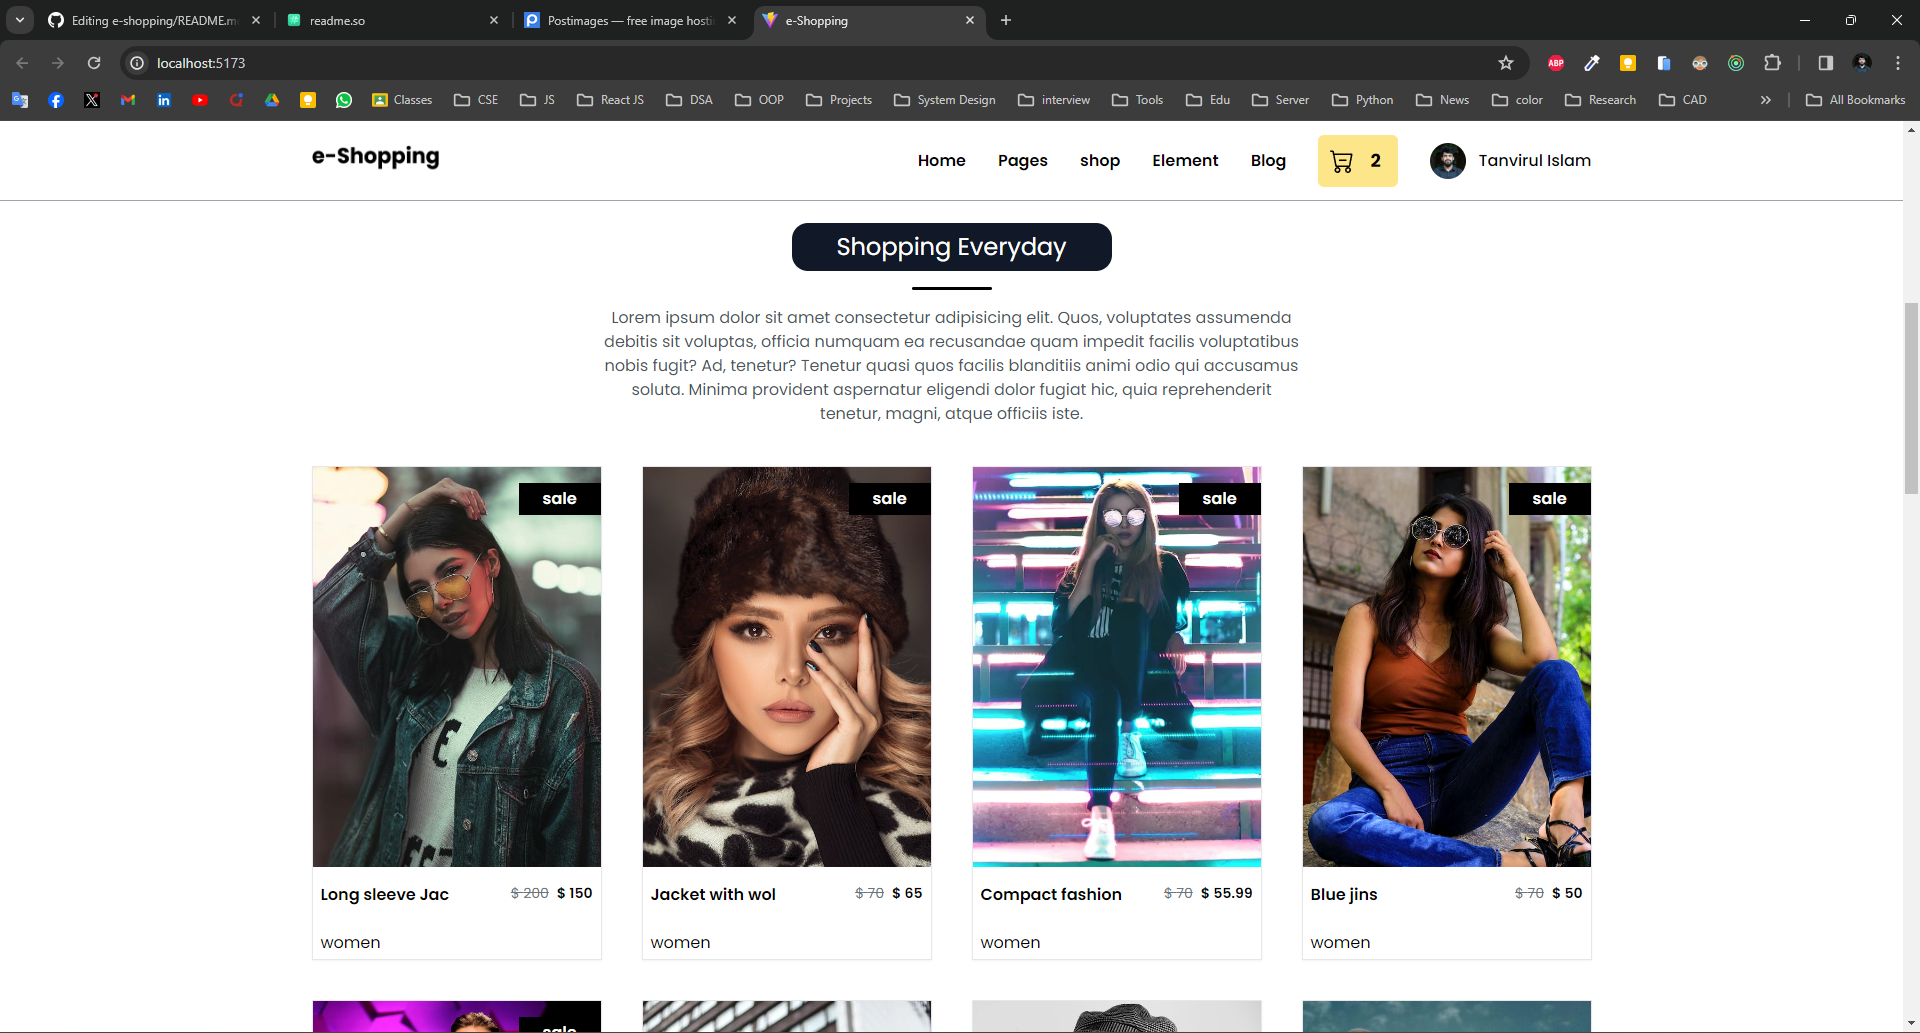 Editing e-shopping/README.m
readme.so
Postimages — free image hosti
e-Shopping
localhost:5173
ABP
Classes
CSE
JS
React JS
DSA
OOP
Projects
System Design
interview
Tools
Edu
Server
Python
News
color
Research
CAD
All Bookmarks
e-Shopping
Home
Pages
shop
Element
Blog
2
Tanvirul Islam
Shopping Everyday
Lorem ipsum dolor sit amet consectetur adipisicing elit. Quos, voluptates assumenda
debitis sit voluptas, officia numquam ea recusandae quam impedit facilis voluptatibus
nobis fugit? Ad, tenetur? Tenetur quasi quos facilis blanditiis animi odio qui accusamus
soluta. Minima provident aspernatur eligendi dolor fugiat hic, quia reprehenderit
tenetur, magni, atque officiis iste.
sale
sale
sale
sale
Long sleeve Jac
$ 200 $ 150
women
Jacket with wol
$ 70 $ 65
women
Compact fashion
$ 70 $ 55.99
women
Blue jins
$ 70 $ 50
women
sale